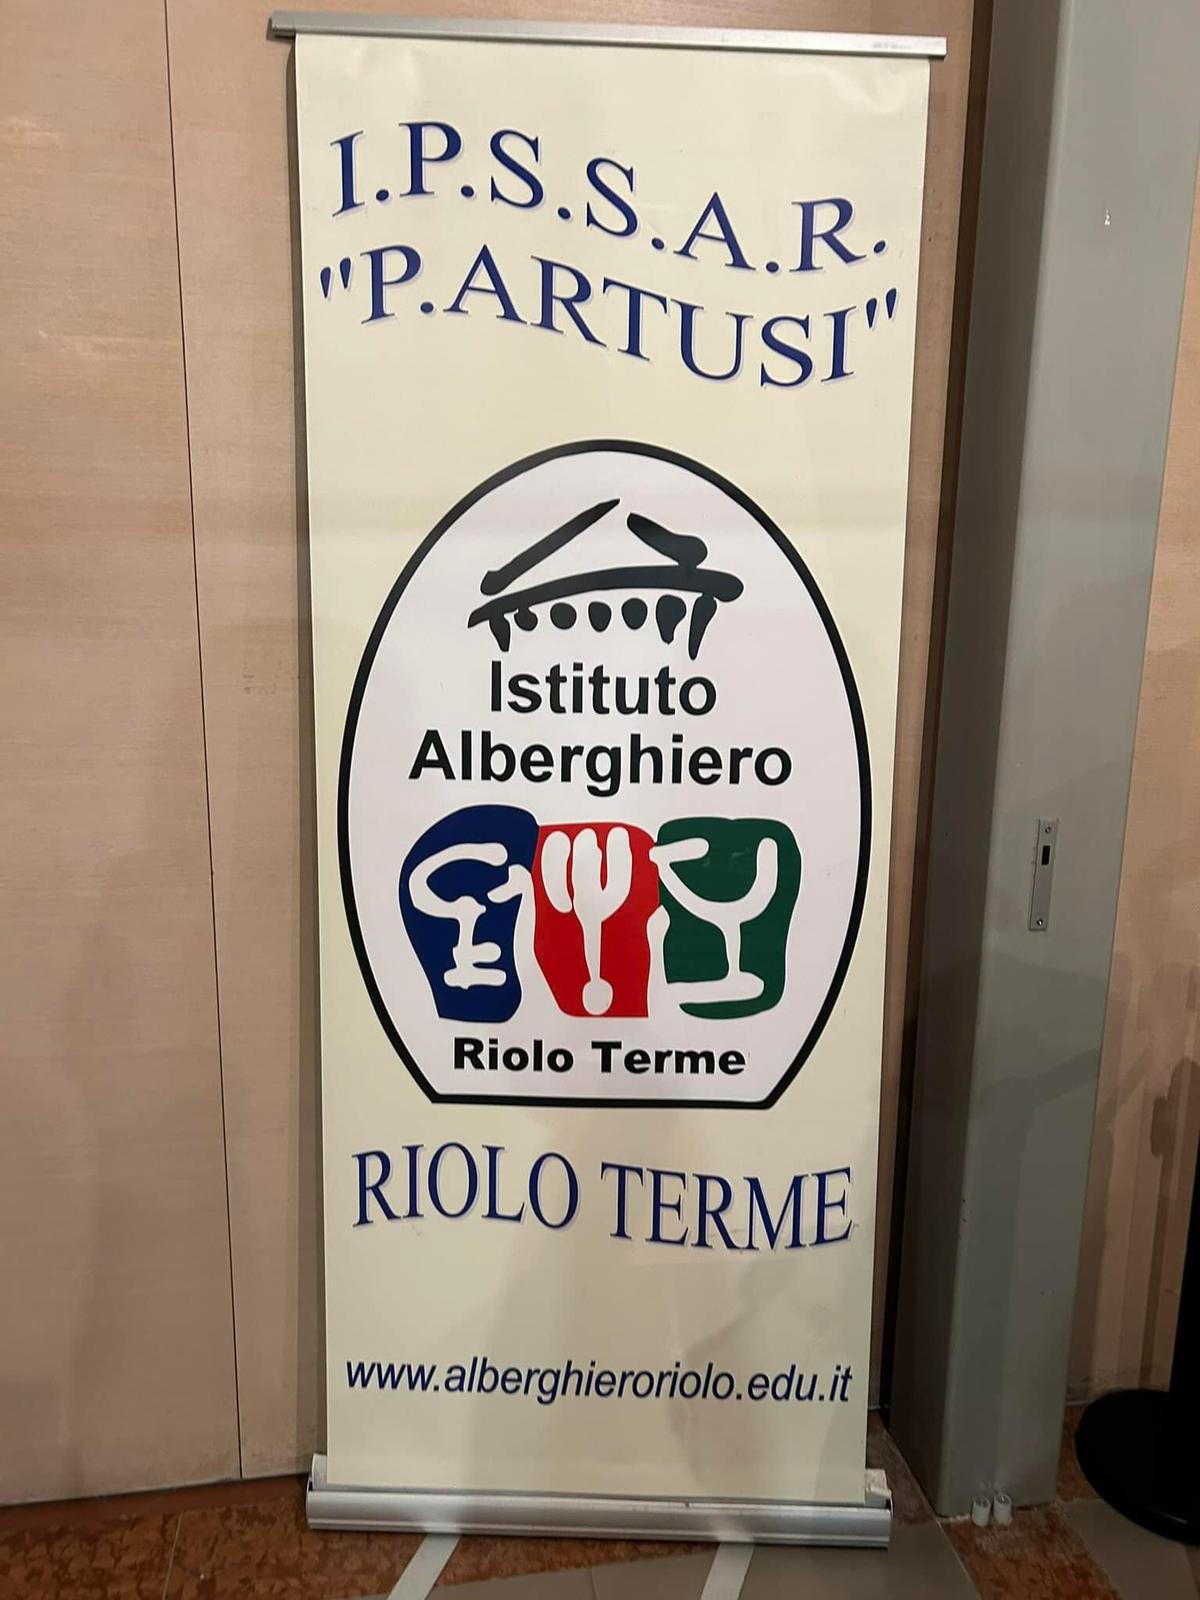 I.P.S.S.A.R.
"P.ARTUSI"
Istituto
Alberghiero
Riolo Terme
RIOLO TERME
www.alberghieroriolo.edu.it